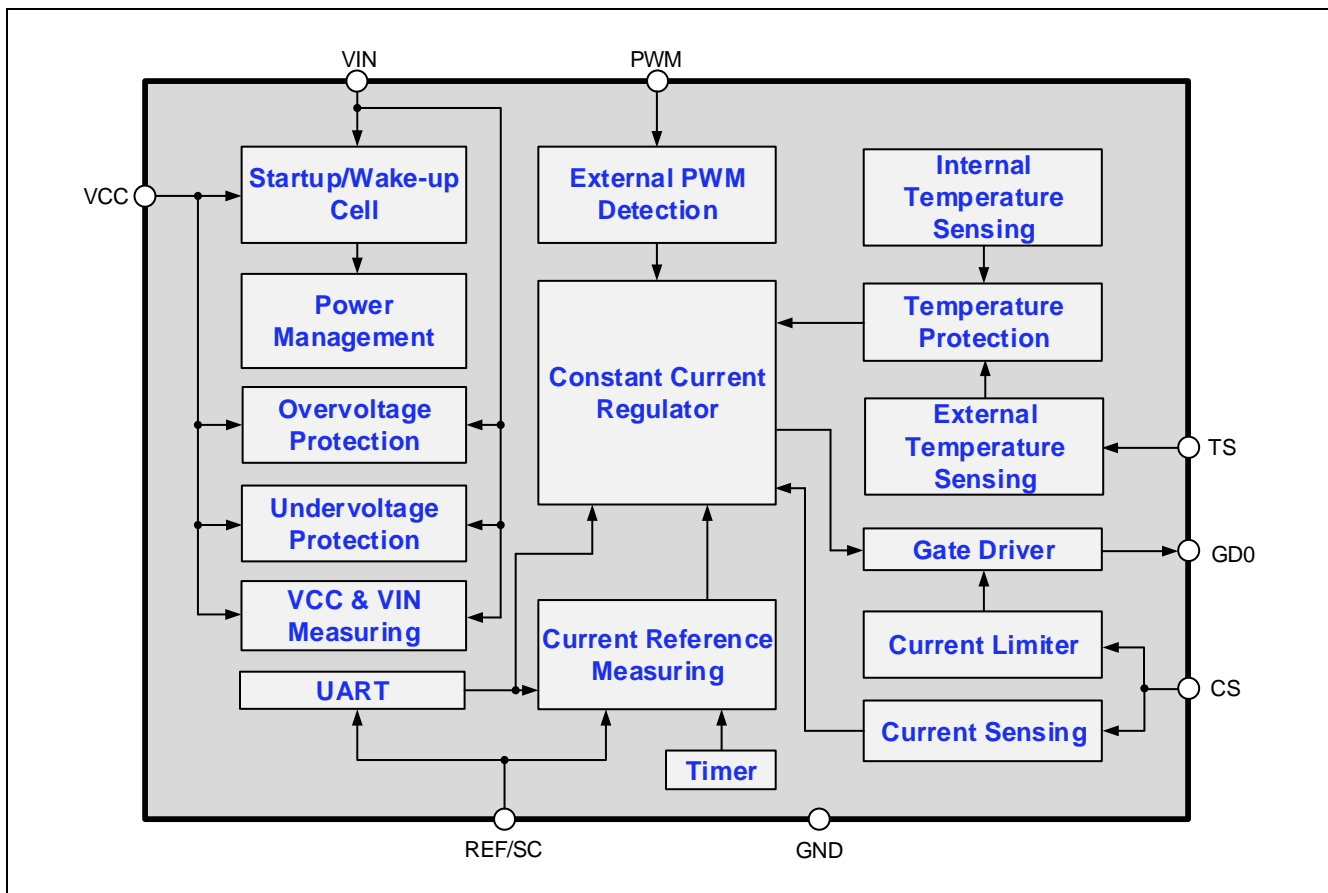 VIN
PWM
VCC
Startup/Wake-up
Cell
External PWM
Detection
Internal
Temperature
Sensing
Power
Management
Temperature
Protection
Constant Current
Regulator
Overvoltage
Protection
External
Temperature
Sensing
TS
Undervoltage
Protection
Gate Driver
GD0
VCC & VIN
Measuring
Current Reference
Measuring
Current Limiter
UART
CS
Current Sensing
Timer
REF/SC
GND